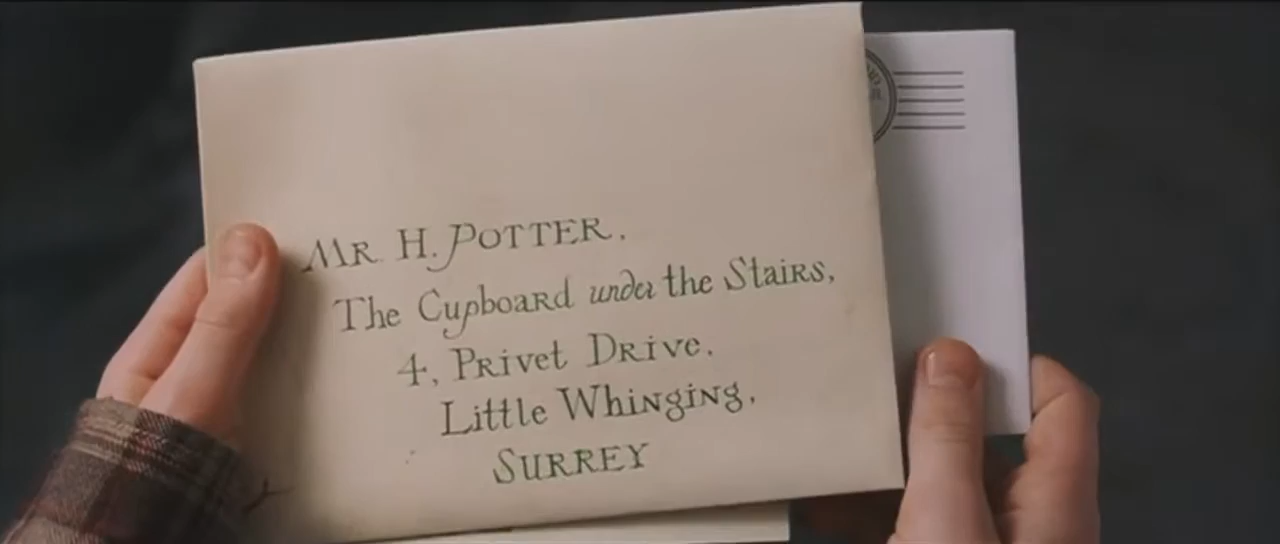 Mr. H. Potter,
The Cupboard under the Stairs,
4, Privet Drive,
Little Whinging,
SURREY